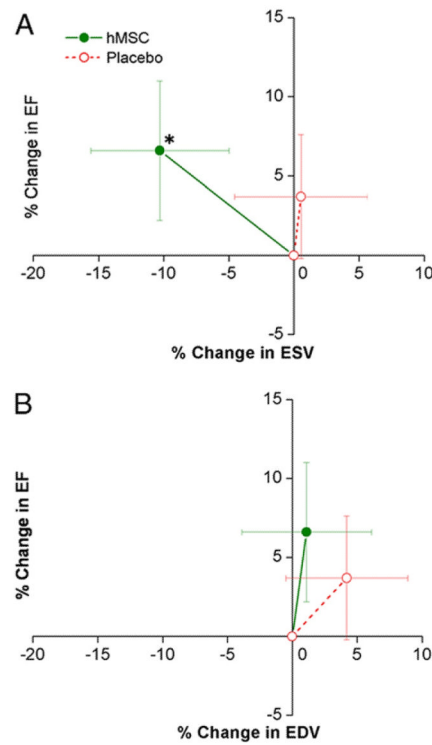 A
hMSC
Placebo
15
10
5
-5
*
% Change in EF
-20 -15 -10 -5 0 5 10
% Change in ESV
B
15
10
5
-5
% Change in EF
-20 -15 -10 -5 0 5 10
% Change in EDV